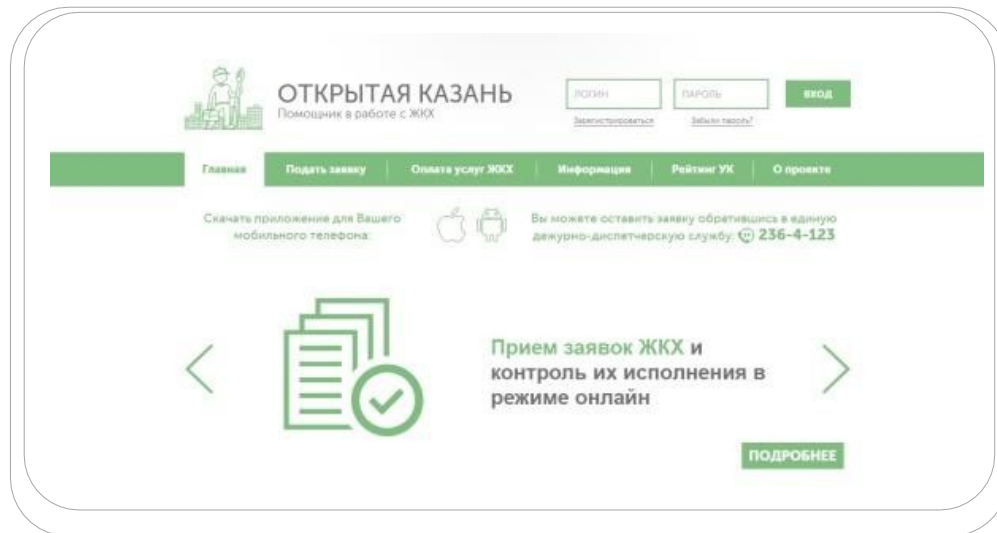 ОТКРЫТАЯ КАЗАНЬ
Помощник в работе с ЖКХ
ЛОГИН
ПАРОЛЬ
ВХОД
Зарегистрироваться
Забыли пароль?
Главная
Подать заявку
Оплата услуг ЖКХ
Информация
Рейтинг УК
О проекте
Скачать приложение для Вашего
мобильного телефона:
Вы можете оставить заявку обратившись в единую
дежурно-диспетчерскую службу: 236-4-123
Прием заявок ЖКХ и
контроль их исполнения в
режиме онлайн
ПОДРОБНЕЕ